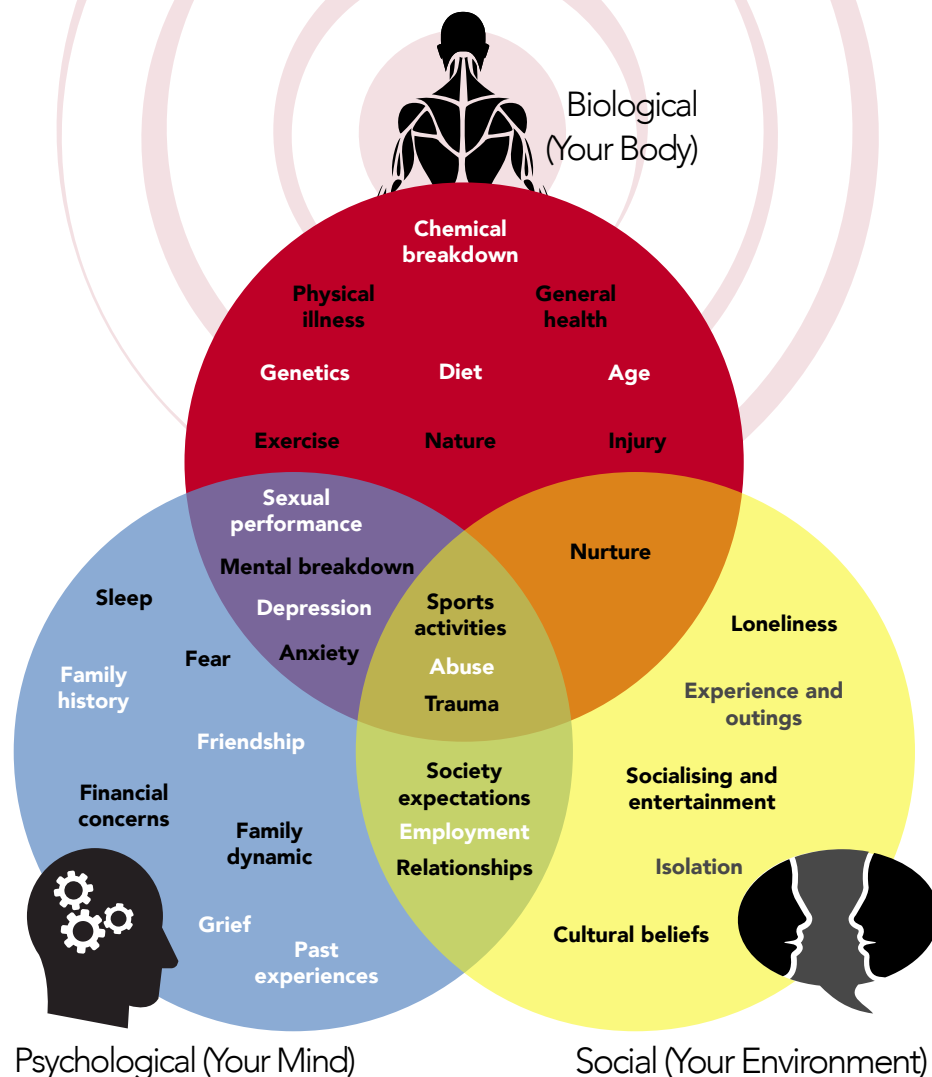 Biological
(Your Body)
Chemical
breakdown
Physical
illness
General
health
Genetics
Diet
Age
Exercise
Nature
Injury
Sexual
performance
Mental breakdown
Depression
Anxiety
Nurture
Sports
activities
Abuse
Trauma
Sleep
Fear
Family
history
Friendship
Financial
concerns
Family
dynamic
Grief
Past
experiences
Society
expectations
Employment
Relationships
Loneliness
Experience and
outings
Socialising and
entertainment
Isolation
Cultural beliefs
Psychological (Your Mind)
Social (Your Environment)